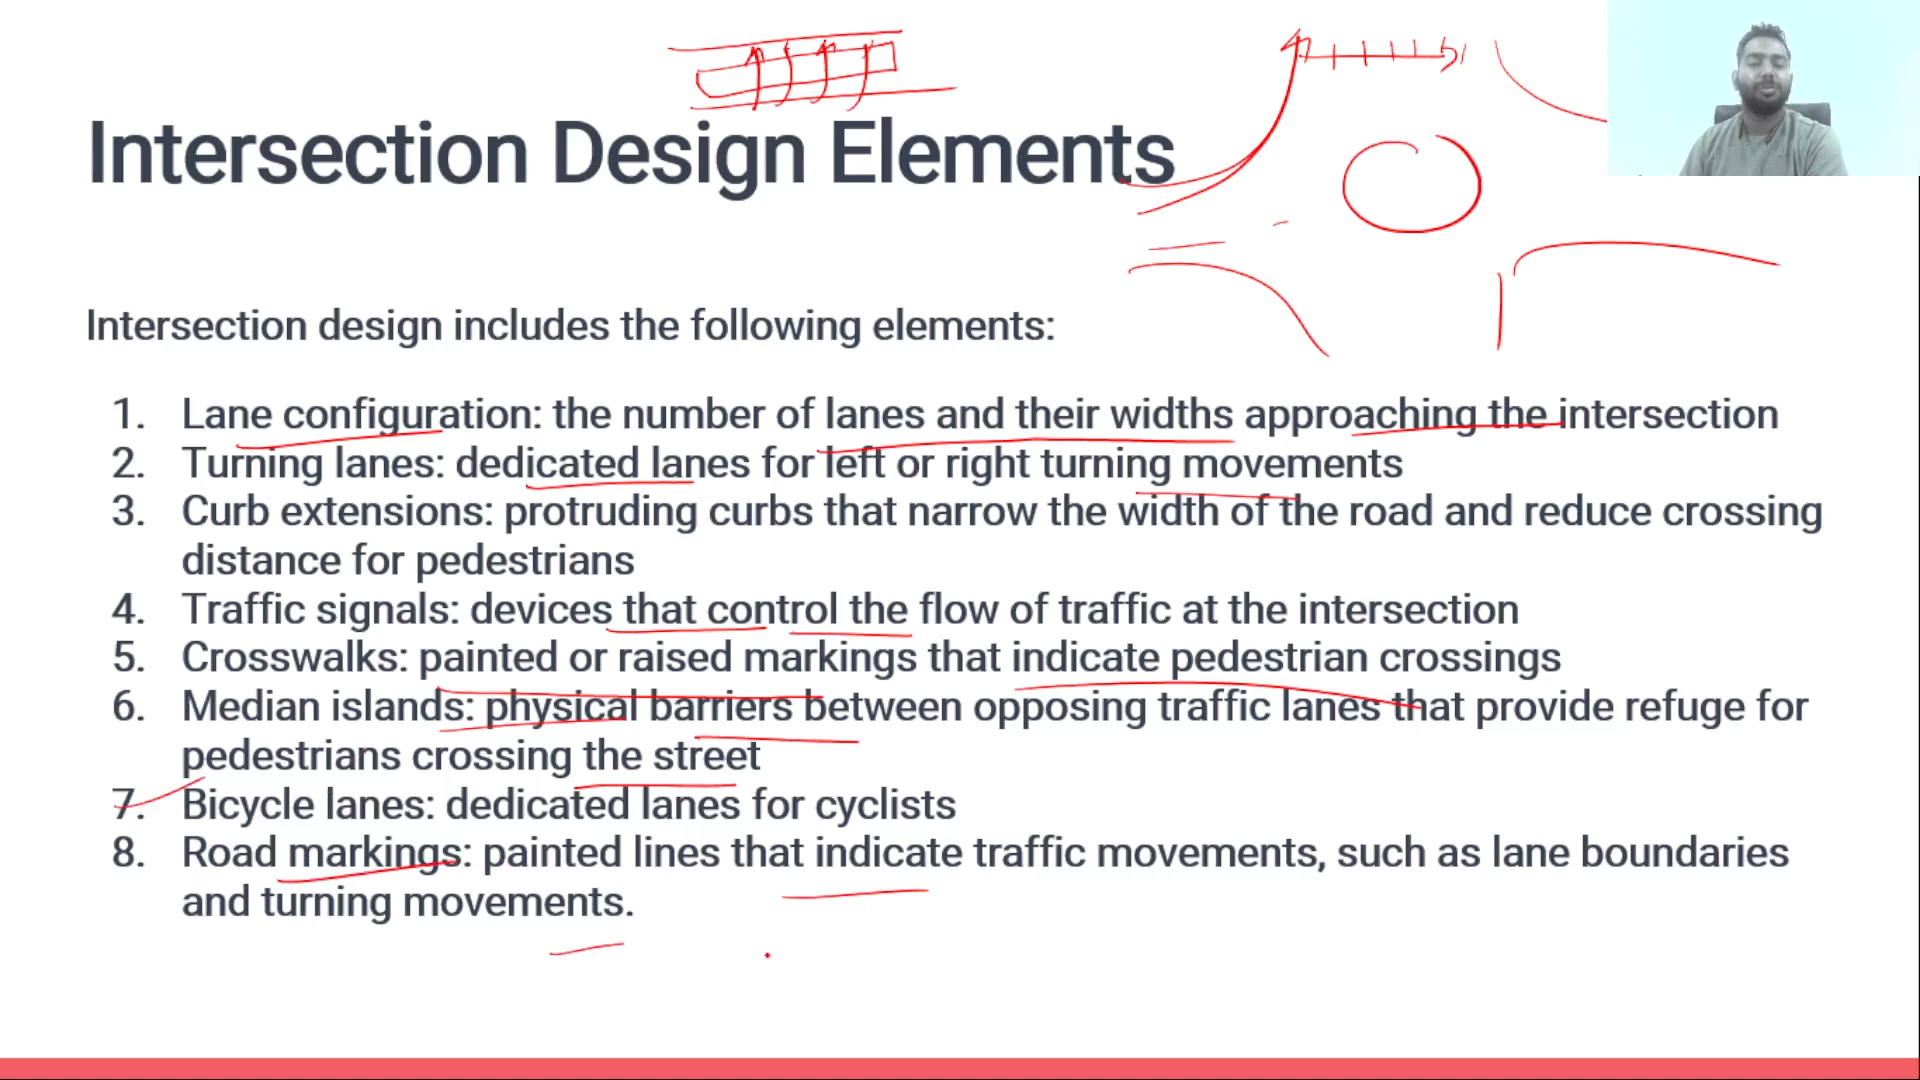 Intersection Design Elements
Intersection design includes the following elements:
1. Lane configuration: the number of lanes and their widths approaching the intersection
2. Turning lanes: dedicated lanes for left or right turning movements
3. Curb extensions: protruding curbs that narrow the width of the road and reduce crossing
distance for pedestrians
4. Traffic signals: devices that control the flow of traffic at the intersection
5. Crosswalks: painted or raised markings that indicate pedestrian crossings
6. Median islands: physical barriers between opposing traffic lanes that provide refuge for
pedestrians crossing the street
7. Bicycle lanes: dedicated lanes for cyclists
8. Road markings: painted lines that indicate traffic movements, such as lane boundaries
and turning movements.